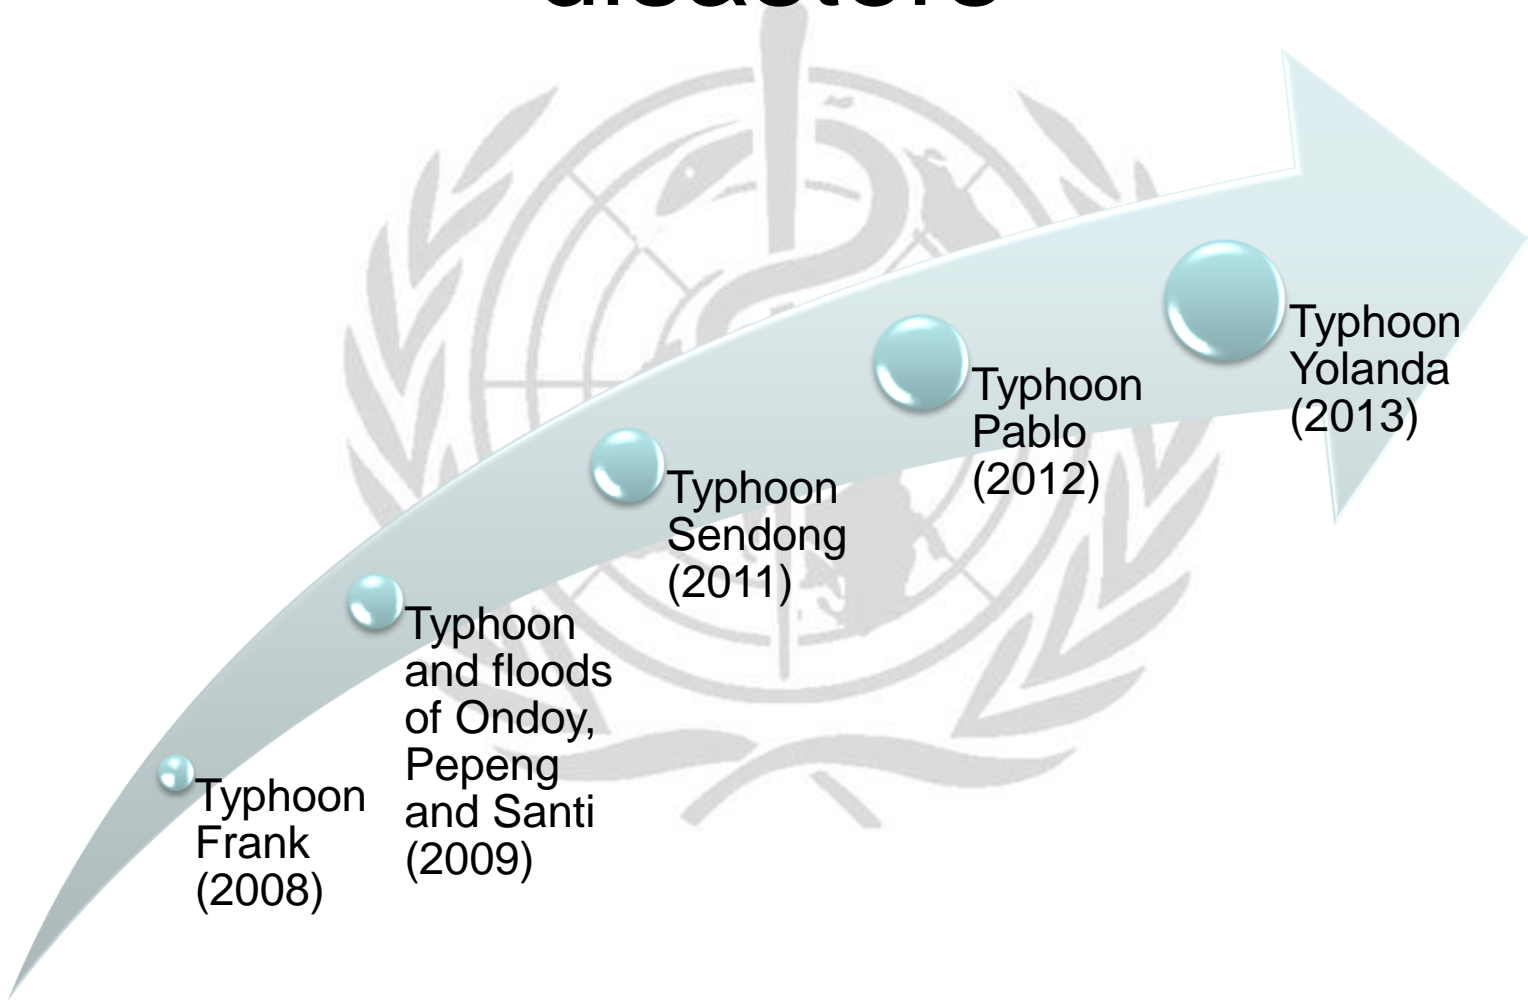 disasters
Typhoon
Frank
(2008)
Typhoon
and floods
of Ondoy,
Pepeng
and Santi
(2009)
Typhoon
Sendong
(2011)
Typhoon
Pablo
(2012)
Typhoon
Yolanda
(2013)